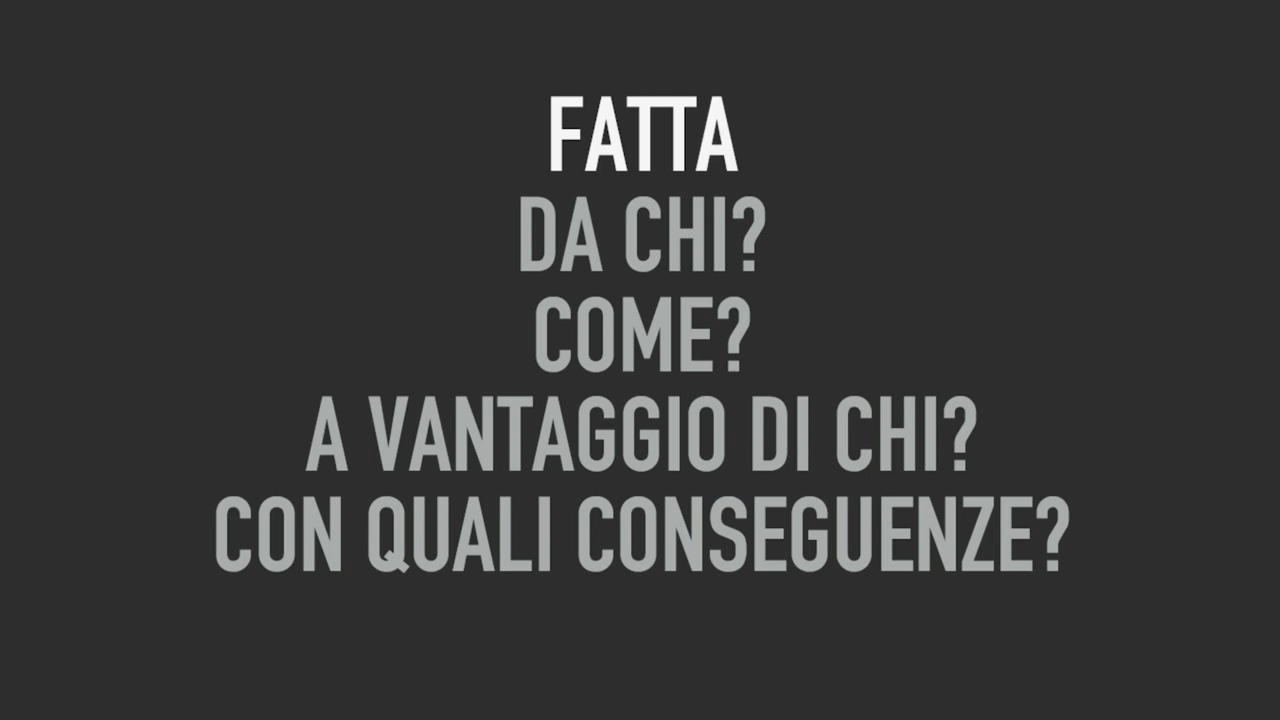 FATTA
DA CHI?
COME?
A VANTAGGIO DI CHI?
CON QUALI CONSEGUENZE?